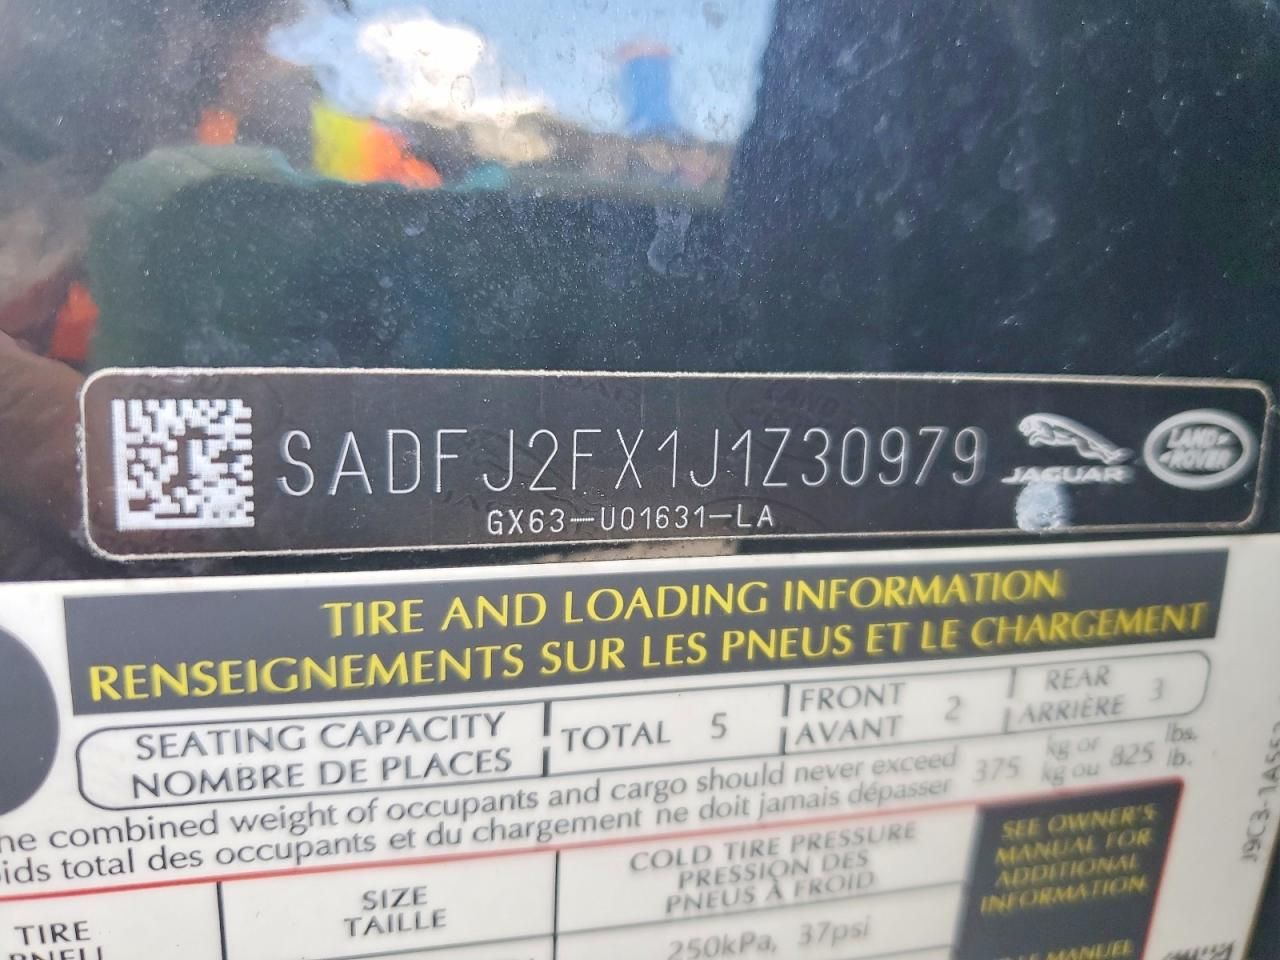 SADFJ2FX1J1Z30979
JAGUAR
LAND-
-ROVER
GX63-U01631-LA
TIRE AND LOADING INFORMATION
RENSEIGNEMENTS SUR LES PNEUS ET LE CHARGEMENT
SEATING CAPACITY TOTAL 5 FRONT 2 REAR 3
NOMBRE DE PLACES AVANT ARRIÈRE
he combined weight of occupants and cargo should never exceed 375 kg or 825 lbs.
ids total des occupants et du chargement ne doit jamais dépasser kg ou lb.
TIRE
PNEU
SIZE
TAILLE
COLD TIRE PRESSURE
PRESSION DES
PNEUS À FROID
250kPa, 37psi
SEE OWNER'S
MANUAL FOR
ADDITIONAL
INFORMATION
MANUEL